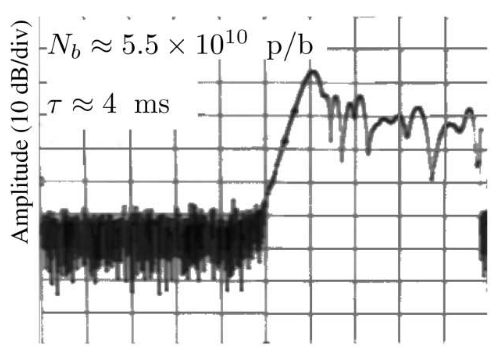 N_b ≈ 5.5 × 10^{10} p/b
τ ≈ 4 ms
Amplitude (10 dB/div)